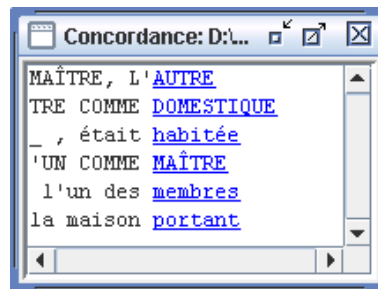 Concordance: D:\...
MAÎTRE, L'AUTRE
TRE COMME DOMESTIQUE
_ , était habitée
'UN COMME MAÎTRE
l'un des membres
la maison portant